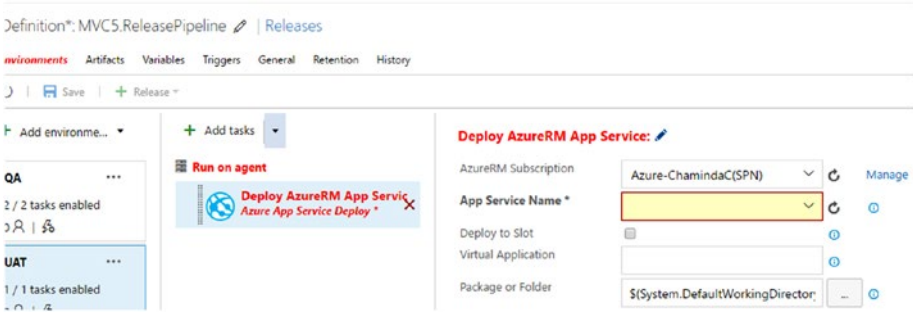 Definition*: MVC5.ReleasePipeline | Releases
Environments Artifacts Variables Triggers General Retention History
| Save | + Release
+ Add environme...
QA ...
2 / 2 tasks enabled
UAT ...
1 / 1 tasks enabled
+ Add tasks
Run on agent
Deploy AzureRM App Servic
Azure App Service Deploy *
Deploy AzureRM App Service:
AzureRM Subscription Azure-ChamindaC(SPN) Manage
App Service Name *
Deploy to Slot
Virtual Application
Package or Folder $(System.DefaultWorkingDirectory ...